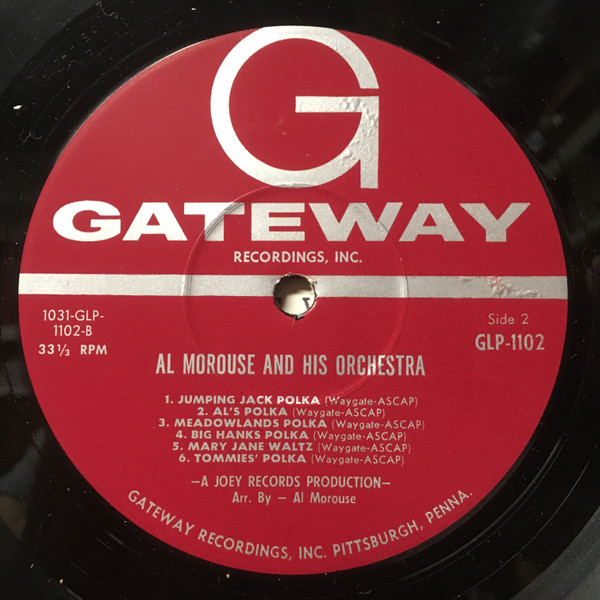 G
GATEWAY
RECORDINGS, INC.
1031-GLP-
1102-B
33⅓ RPM
Side 2
GLP-1102
AL MOROUSE AND HIS ORCHESTRA
1. JUMPING JACK POLKA (Waygate-ASCAP)
2. AL'S POLKA (Waygate-ASCAP)
3. MEADOWLANDS POLKA (Waygate-ASCAP)
4. BIG HANKS POLKA (Waygate-ASCAP)
5. MARY JANE WALTZ (Waygate-ASCAP)
6. TOMMIES' POLKA (Waygate-ASCAP)
—A JOEY RECORDS PRODUCTION—
Arr. By — Al Morouse
GATEWAY RECORDINGS, INC. PITTSBURGH, PENNA.